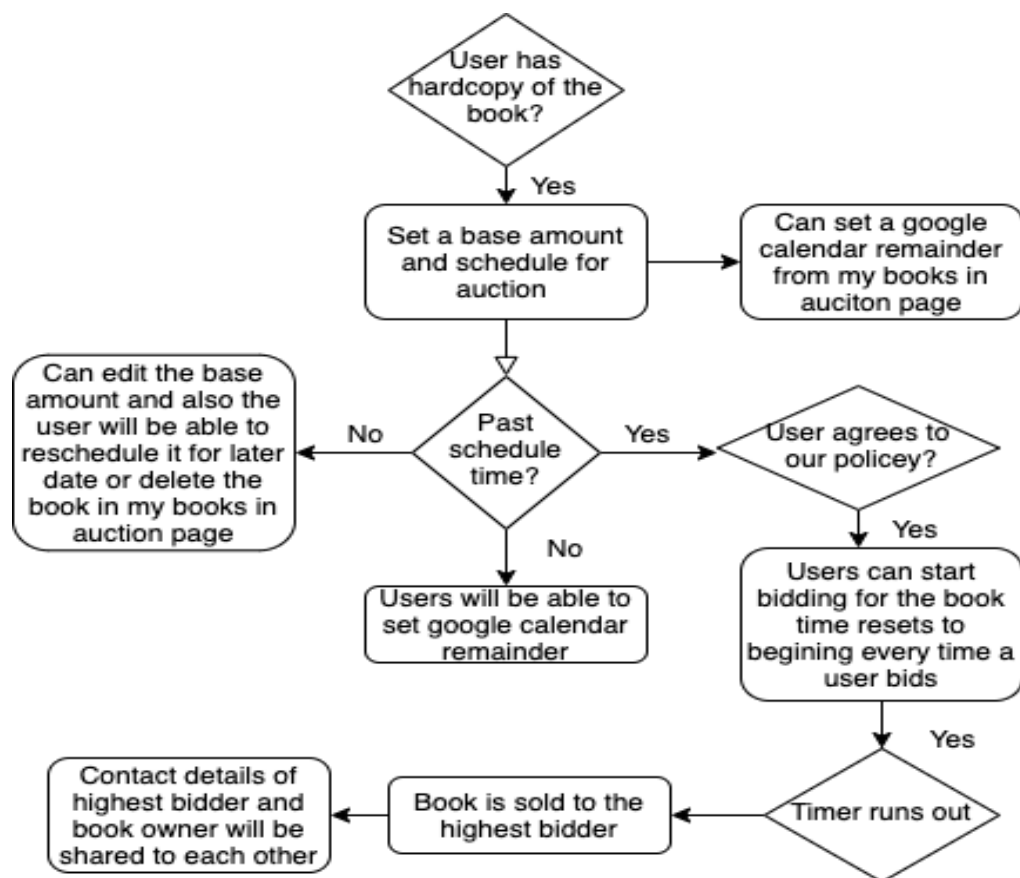 User has
hardcopy of the
book?
Yes
Set a base amount
and schedule for
auction
Can set a google
calendar remainder
from my books in
auciton page
Can edit the base
amount and also the
user will be able to
reschedule it for later
date or delete the
book in my books in
auction page
No
Past
schedule
time?
Yes
User agrees to
our policey?
No
Yes
Users will be able to
set google calendar
remainder
Users can start
bidding for the book
time resets to
begining every time a
user bids
Yes
Timer runs out
Book is sold to the
highest bidder
Contact details of
highest bidder and
book owner will be
shared to each other